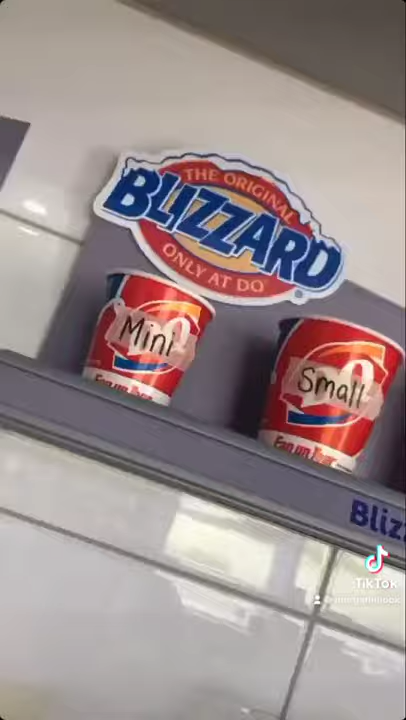 THE ORIGINAL
BLIZZARD
ONLY AT DQ
Mini
Small
Bliz
TikTok